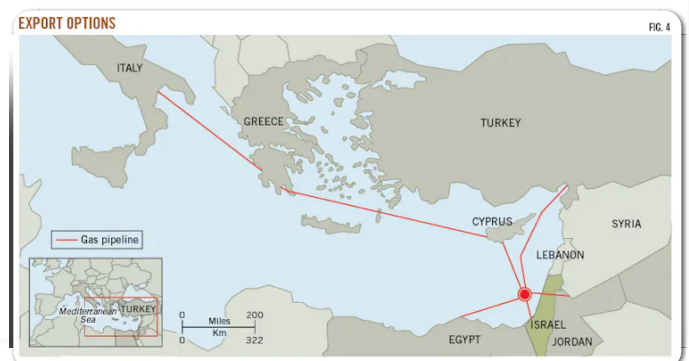 EXPORT OPTIONS
FIG. 4
ITALY
GREECE
TURKEY
CYPRUS
SYRIA
LEBANON
Gas pipeline
Mediterranean
Sea
TURKEY
0 200
Miles
Km
0 322
ISRAEL
EGYPT
JORDAN